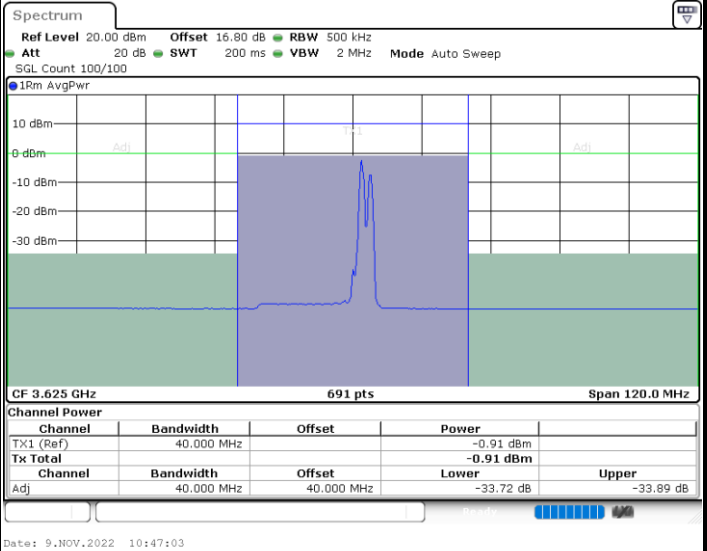 Spectrum
Ref Level 20.00 dBm Offset 16.80 dB RBW 500 kHz
Att 20 dB SWT 200 ms VBW 2 MHz Mode Auto Sweep
SGL Count 100/100
1Rm AvgPwr
10 dBm
TX1
0 dBm
Adj Adj
-10 dBm
-20 dBm
-30 dBm
CF 3.625 GHz 691 pts Span 120.0 MHz
Channel Power
Channel Bandwidth Offset Power
TX1 (Ref) 40.000 MHz -0.91 dBm
Tx Total -0.91 dBm
Channel Bandwidth Offset Lower Upper
Adj 40.000 MHz 40.000 MHz -33.72 dB -33.89 dB
Ready
Date: 9.NOV.2022 10:47:03